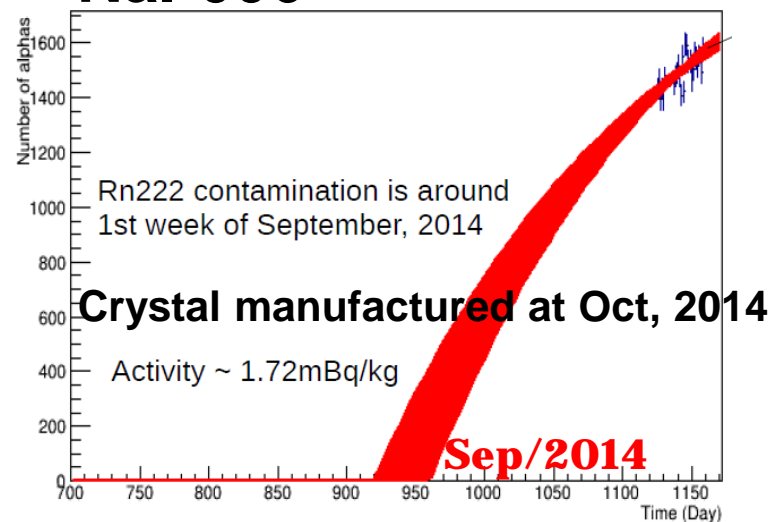 Number of alphas
1600
1400
1200
1000
800
600
400
200
0
Rn222 contamination is around
1st week of September, 2014
Crystal manufactured at Oct, 2014
Activity ~ 1.72mBq/kg
Sep/2014
700 750 800 850 900 950 1000 1050 1100 1150
Time (Day)